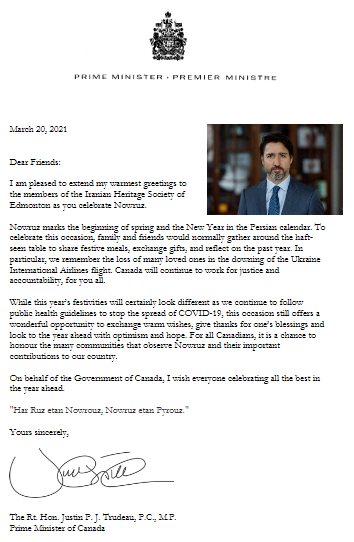 PRIME MINISTER · PREMIER MINISTRE
March 20, 2021
Dear Friends:
I am pleased to extend my warmest greetings to
the members of the Iranian Heritage Society of
Edmonton as you celebrate Nowruz.
Nowruz marks the beginning of spring and the New Year in the Persian calendar. To
celebrate this occasion, family and friends would normally gather around the haft-
seen table to share festive meals, exchange gifts, and reflect on the past year. In
particular, we remember the loss of many loved ones in the downing of the Ukraine
International Airlines flight. Canada will continue to work for justice and
accountability, for you all.
While this year's festivities will certainly look different as we continue to follow
public health guidelines to stop the spread of COVID-19, this occasion still offers a
wonderful opportunity to exchange warm wishes, give thanks for one's blessings and
look to the year ahead with optimism and hope. For all Canadians, it is a chance to
honour the many communities that observe Nowruz and their important
contributions to our country.
On behalf of the Government of Canada, I wish everyone celebrating all the best in
the year ahead.
"Har Ruz etan Nowrouz, Nowruz etan Pyrouz."
Yours sincerely,
The Rt. Hon. Justin P. J. Trudeau, P.C., M.P.
Prime Minister of Canada